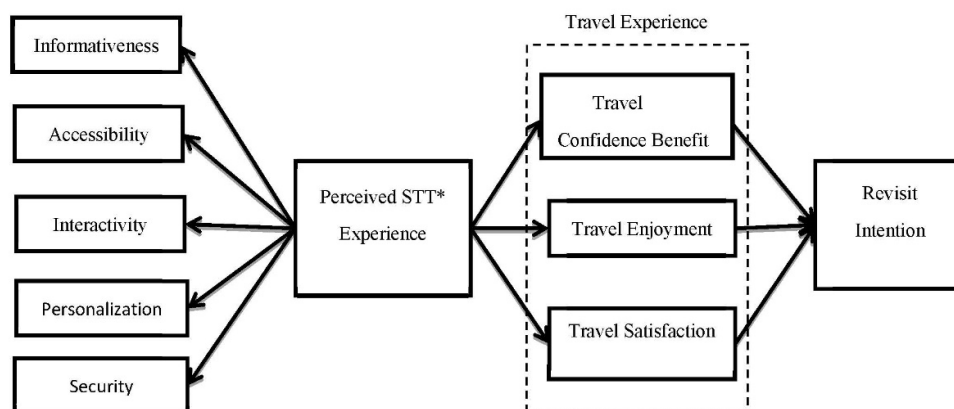 Travel Experience
Informativeness
Accessibility
Interactivity
Personalization
Security
Perceived STT*
Experience
Travel
Confidence Benefit
Travel Enjoyment
Travel Satisfaction
Revisit
Intention